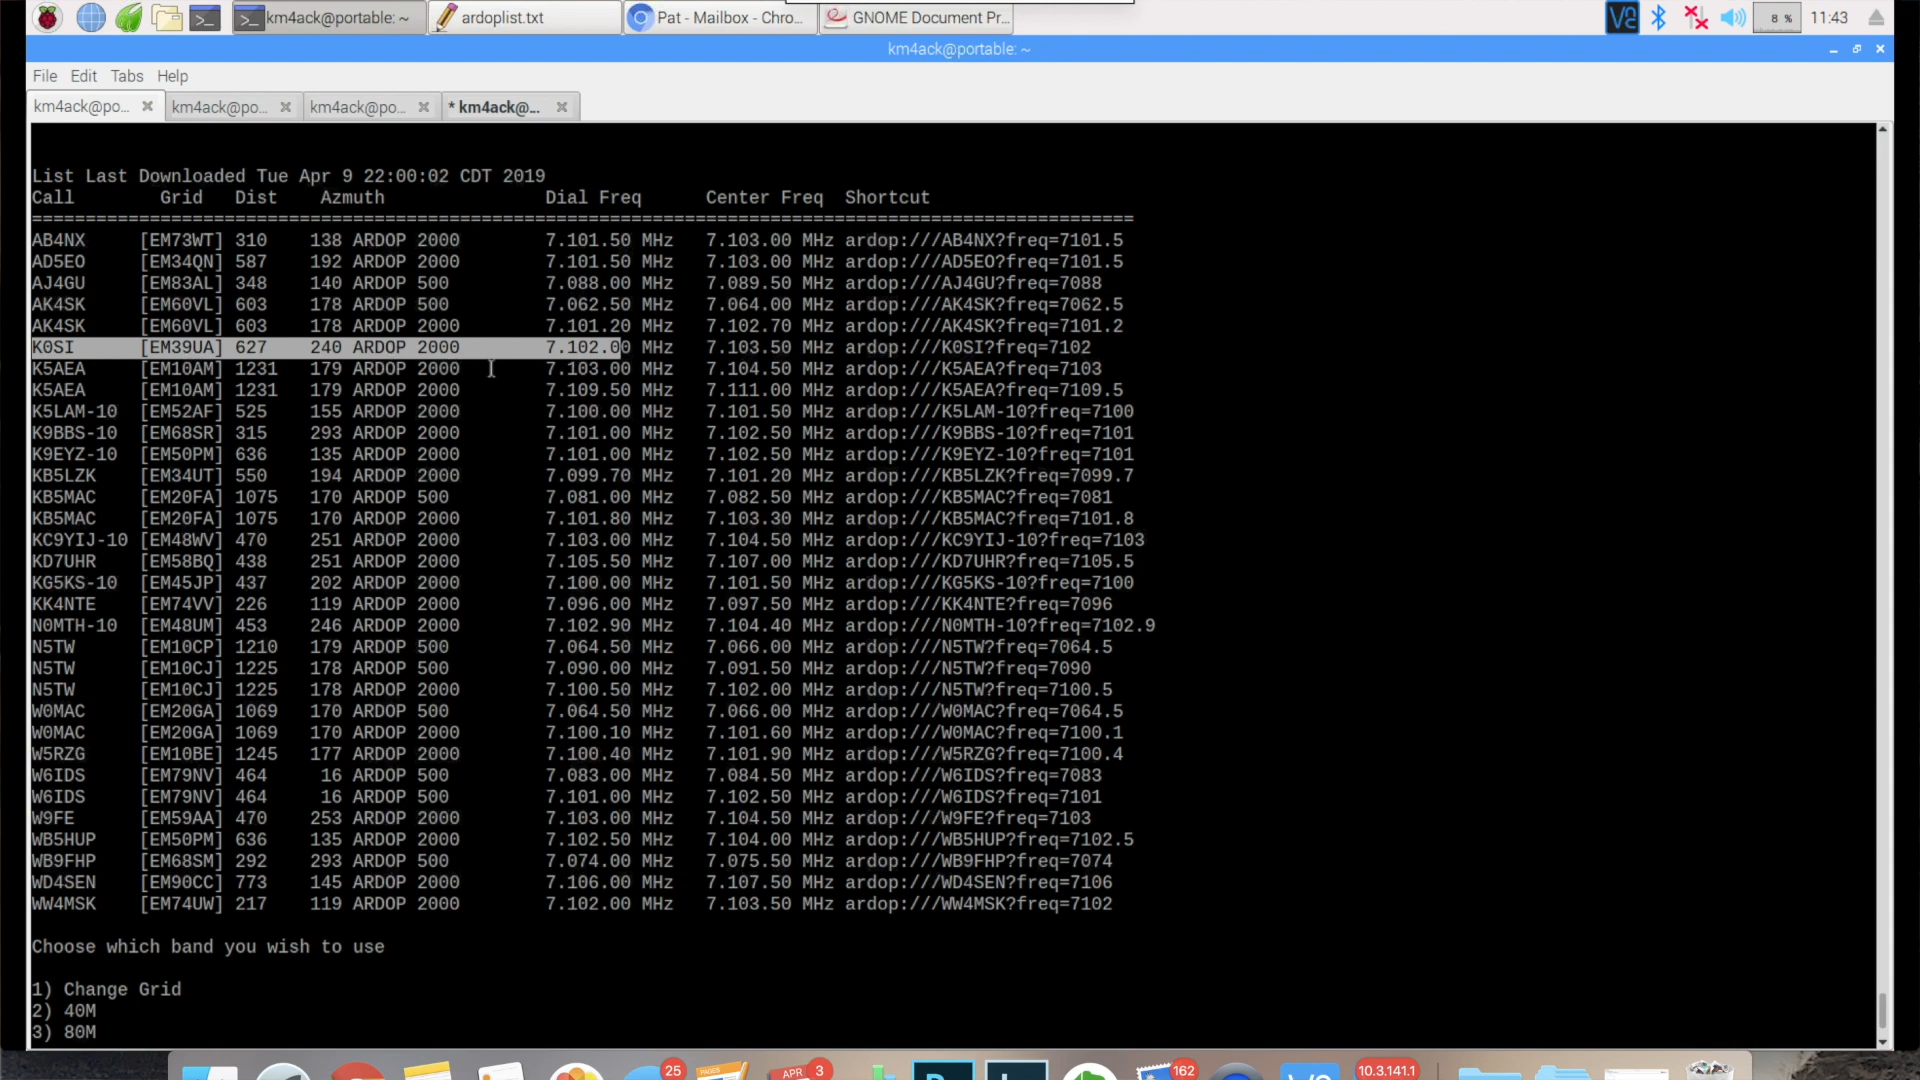 km4ack@portable: ~ ardoplist.txt Pat - Mailbox - Chro... GNOME Document Pr... 8 % 11:43
km4ack@portable: ~
File Edit Tabs Help
km4ack@po... km4ack@po... km4ack@po... * km4ack@...
List Last Downloaded Tue Apr 9 22:00:02 CDT 2019
Call Grid Dist Azmuth Dial Freq Center Freq Shortcut
=======================================================================================================
AB4NX [EM73WT] 310 138 ARDOP 2000 7.101.50 MHz 7.103.00 MHz ardop:///AB4NX?freq=7101.5
AD5EO [EM34QN] 587 192 ARDOP 2000 7.101.50 MHz 7.103.00 MHz ardop:///AD5EO?freq=7101.5
AJ4GU [EM83AL] 348 140 ARDOP 500 7.088.00 MHz 7.089.50 MHz ardop:///AJ4GU?freq=7088
AK4SK [EM60VL] 603 178 ARDOP 500 7.062.50 MHz 7.064.00 MHz ardop:///AK4SK?freq=7062.5
AK4SK [EM60VL] 603 178 ARDOP 2000 7.101.20 MHz 7.102.70 MHz ardop:///AK4SK?freq=7101.2
K0SI [EM39UA] 627 240 ARDOP 2000 7.102.00 MHz 7.103.50 MHz ardop:///K0SI?freq=7102
K5AEA [EM10AM] 1231 179 ARDOP 2000 7.103.00 MHz 7.104.50 MHz ardop:///K5AEA?freq=7103
K5AEA [EM10AM] 1231 179 ARDOP 2000 7.109.50 MHz 7.111.00 MHz ardop:///K5AEA?freq=7109.5
K5LAM-10 [EM52AF] 525 155 ARDOP 2000 7.100.00 MHz 7.101.50 MHz ardop:///K5LAM-10?freq=7100
K9BBS-10 [EM68SR] 315 293 ARDOP 2000 7.101.00 MHz 7.102.50 MHz ardop:///K9BBS-10?freq=7101
K9EYZ-10 [EM50PM] 636 135 ARDOP 2000 7.101.00 MHz 7.102.50 MHz ardop:///K9EYZ-10?freq=7101
KB5LZK [EM34UT] 550 194 ARDOP 2000 7.099.70 MHz 7.101.20 MHz ardop:///KB5LZK?freq=7099.7
KB5MAC [EM20FA] 1075 170 ARDOP 500 7.081.00 MHz 7.082.50 MHz ardop:///KB5MAC?freq=7081
KB5MAC [EM20FA] 1075 170 ARDOP 2000 7.101.80 MHz 7.103.30 MHz ardop:///KB5MAC?freq=7101.8
KC9YIJ-10 [EM48WV] 470 251 ARDOP 2000 7.103.00 MHz 7.104.50 MHz ardop:///KC9YIJ-10?freq=7103
KD7UHR [EM58BQ] 438 251 ARDOP 2000 7.105.50 MHz 7.107.00 MHz ardop:///KD7UHR?freq=7105.5
KG5KS-10 [EM45JP] 437 202 ARDOP 2000 7.100.00 MHz 7.101.50 MHz ardop:///KG5KS-10?freq=7100
KK4NTE [EM74VV] 226 119 ARDOP 2000 7.096.00 MHz 7.097.50 MHz ardop:///KK4NTE?freq=7096
N0MTH-10 [EM48UM] 453 246 ARDOP 2000 7.102.90 MHz 7.104.40 MHz ardop:///N0MTH-10?freq=7102.9
N5TW [EM10CP] 1210 179 ARDOP 500 7.064.50 MHz 7.066.00 MHz ardop:///N5TW?freq=7064.5
N5TW [EM10CJ] 1225 178 ARDOP 500 7.090.00 MHz 7.091.50 MHz ardop:///N5TW?freq=7090
N5TW [EM10CJ] 1225 178 ARDOP 2000 7.100.50 MHz 7.102.00 MHz ardop:///N5TW?freq=7100.5
W0MAC [EM20GA] 1069 170 ARDOP 500 7.064.50 MHz 7.066.00 MHz ardop:///W0MAC?freq=7064.5
W0MAC [EM20GA] 1069 170 ARDOP 2000 7.100.10 MHz 7.101.60 MHz ardop:///W0MAC?freq=7100.1
W5RZG [EM10BE] 1245 177 ARDOP 2000 7.100.40 MHz 7.101.90 MHz ardop:///W5RZG?freq=7100.4
W6IDS [EM79NV] 464 16 ARDOP 500 7.083.00 MHz 7.084.50 MHz ardop:///W6IDS?freq=7083
W6IDS [EM79NV] 464 16 ARDOP 500 7.101.00 MHz 7.102.50 MHz ardop:///W6IDS?freq=7101
W9FE [EM59AA] 470 253 ARDOP 2000 7.103.00 MHz 7.104.50 MHz ardop:///W9FE?freq=7103
WB5HUP [EM50PM] 636 135 ARDOP 2000 7.102.50 MHz 7.104.00 MHz ardop:///WB5HUP?freq=7102.5
WB9FHP [EM68SM] 292 293 ARDOP 500 7.074.00 MHz 7.075.50 MHz ardop:///WB9FHP?freq=7074
WD4SEN [EM90CC] 773 145 ARDOP 2000 7.106.00 MHz 7.107.50 MHz ardop:///WD4SEN?freq=7106
WW4MSK [EM74UW] 217 119 ARDOP 2000 7.102.00 MHz 7.103.50 MHz ardop:///WW4MSK?freq=7102
Choose which band you wish to use
1) Change Grid
2) 40M
3) 80M
25 PAGES APR 3 162 10.3.141.1